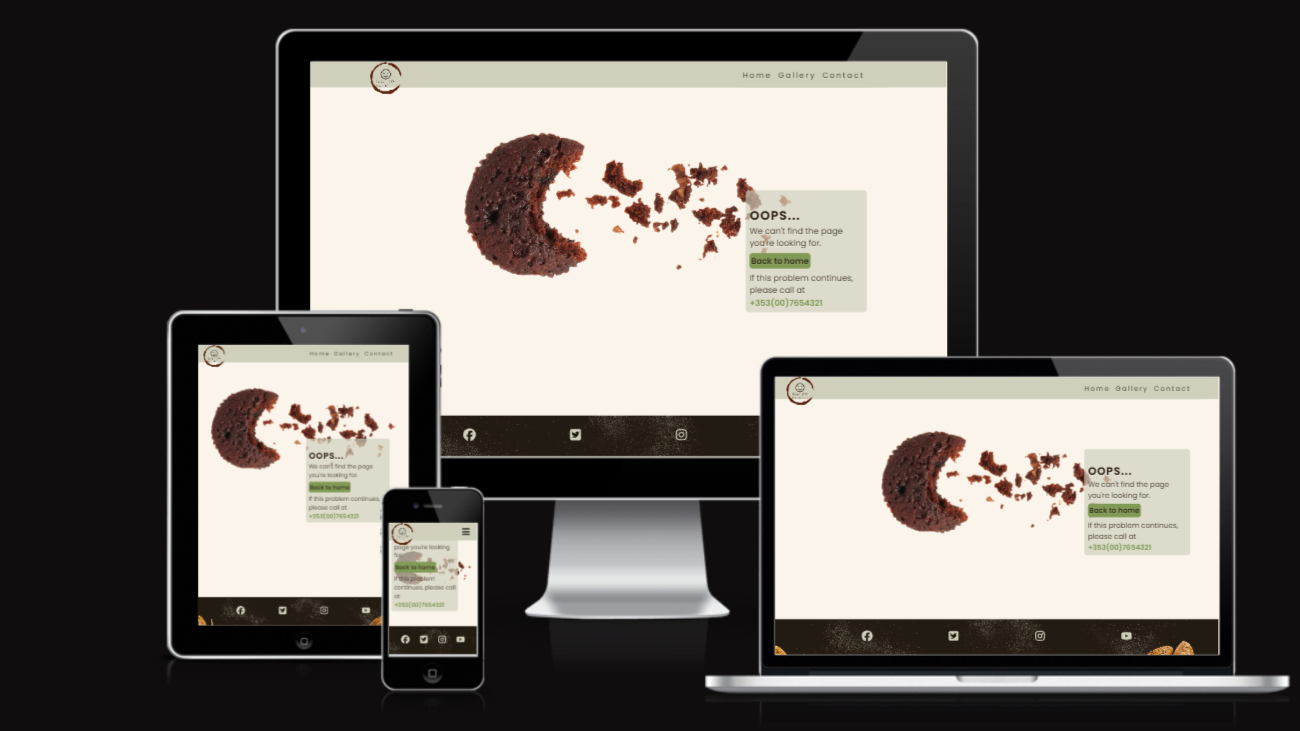 Home Gallery Contact
OOPS...
We can't find the page
you're looking for.
Back to home
If this problem continues,
please call at
+353(00)7654321
Home Gallery Contact
OOPS...
We can't find the page
you're looking for.
Back to home
If this problem continues,
please call at
+353(00)7654321
page you're looking
for.
Back to home
If this problem
continues, please call
at
+353(00)7654321
Home Gallery Contact
OOPS...
We can't find the page
you're looking for.
Back to home
If this problem continues,
please call at
+353(00)7654321